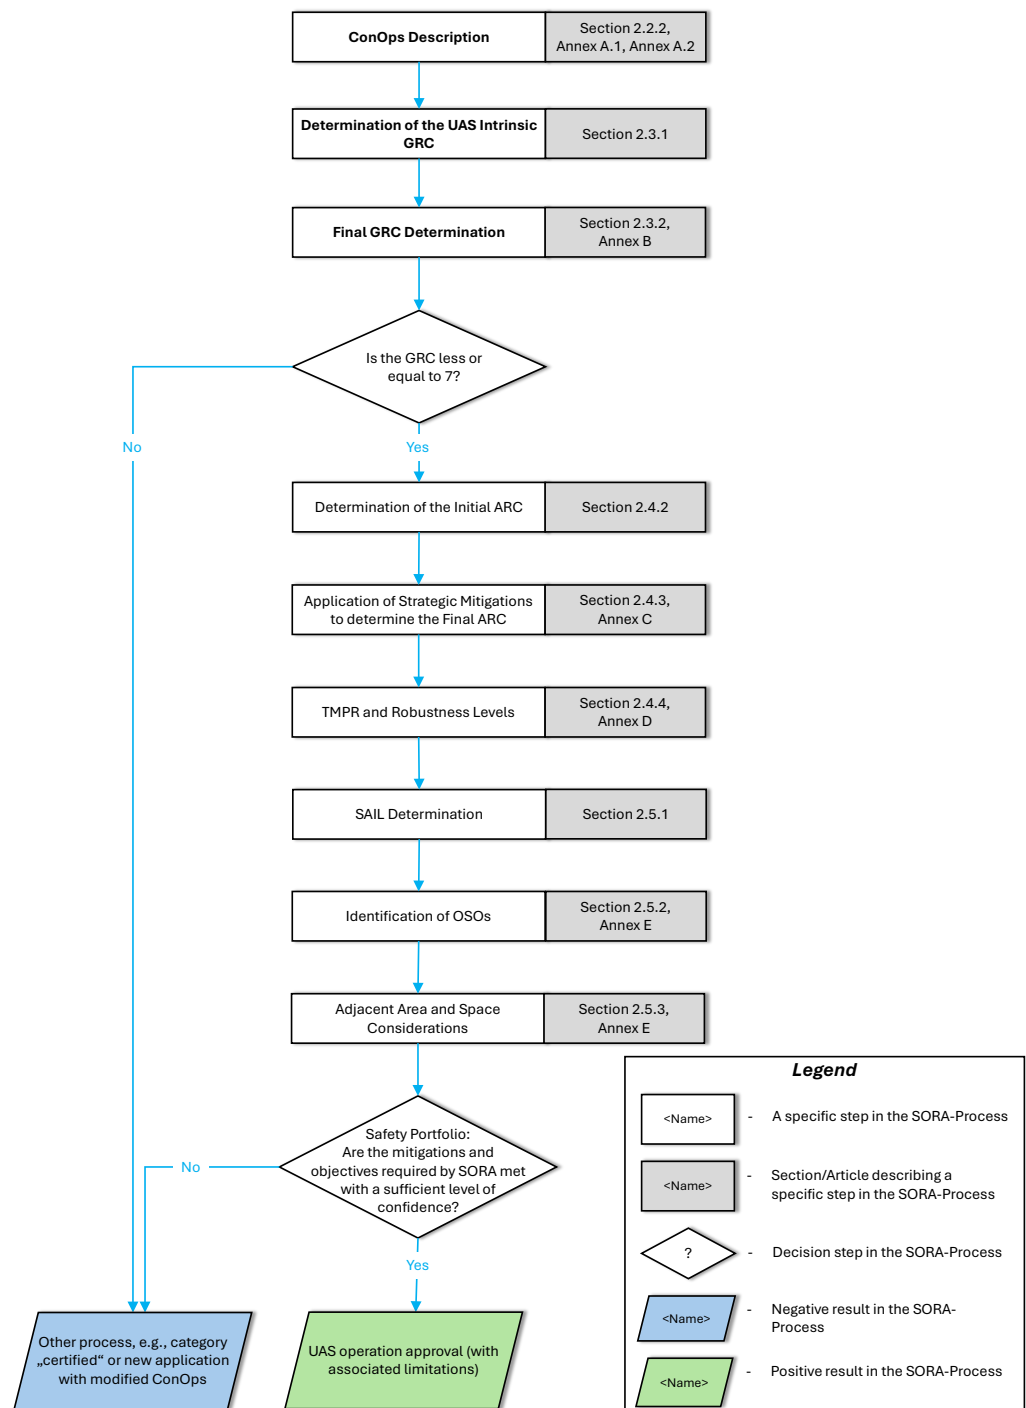 ConOps Description
Section 2.2.2,
Annex A.1, Annex A.2
Determination of the UAS Intrinsic
GRC
Section 2.3.1
Final GRC Determination
Section 2.3.2,
Annex B
Is the GRC less or
equal to 7?
No
Yes
Determination of the Initial ARC
Section 2.4.2
Application of Strategic Mitigations
to determine the Final ARC
Section 2.4.3,
Annex C
TMPR and Robustness Levels
Section 2.4.4,
Annex D
SAIL Determination
Section 2.5.1
Identification of OSOs
Section 2.5.2,
Annex E
Adjacent Area and Space
Considerations
Section 2.5.3,
Annex E
Safety Portfolio:
Are the mitigations and
objectives required by SORA met
with a sufficient level of
confidence?
No
Yes
Other process, e.g., category
„certified“ or new application
with modified ConOps
UAS operation approval (with
associated limitations)
Legend
<Name>
- A specific step in the SORA-Process
<Name>
- Section/Article describing a
specific step in the SORA-Process
?
- Decision step in the SORA-Process
<Name>
- Negative result in the SORA-
Process
<Name>
- Positive result in the SORA-Process